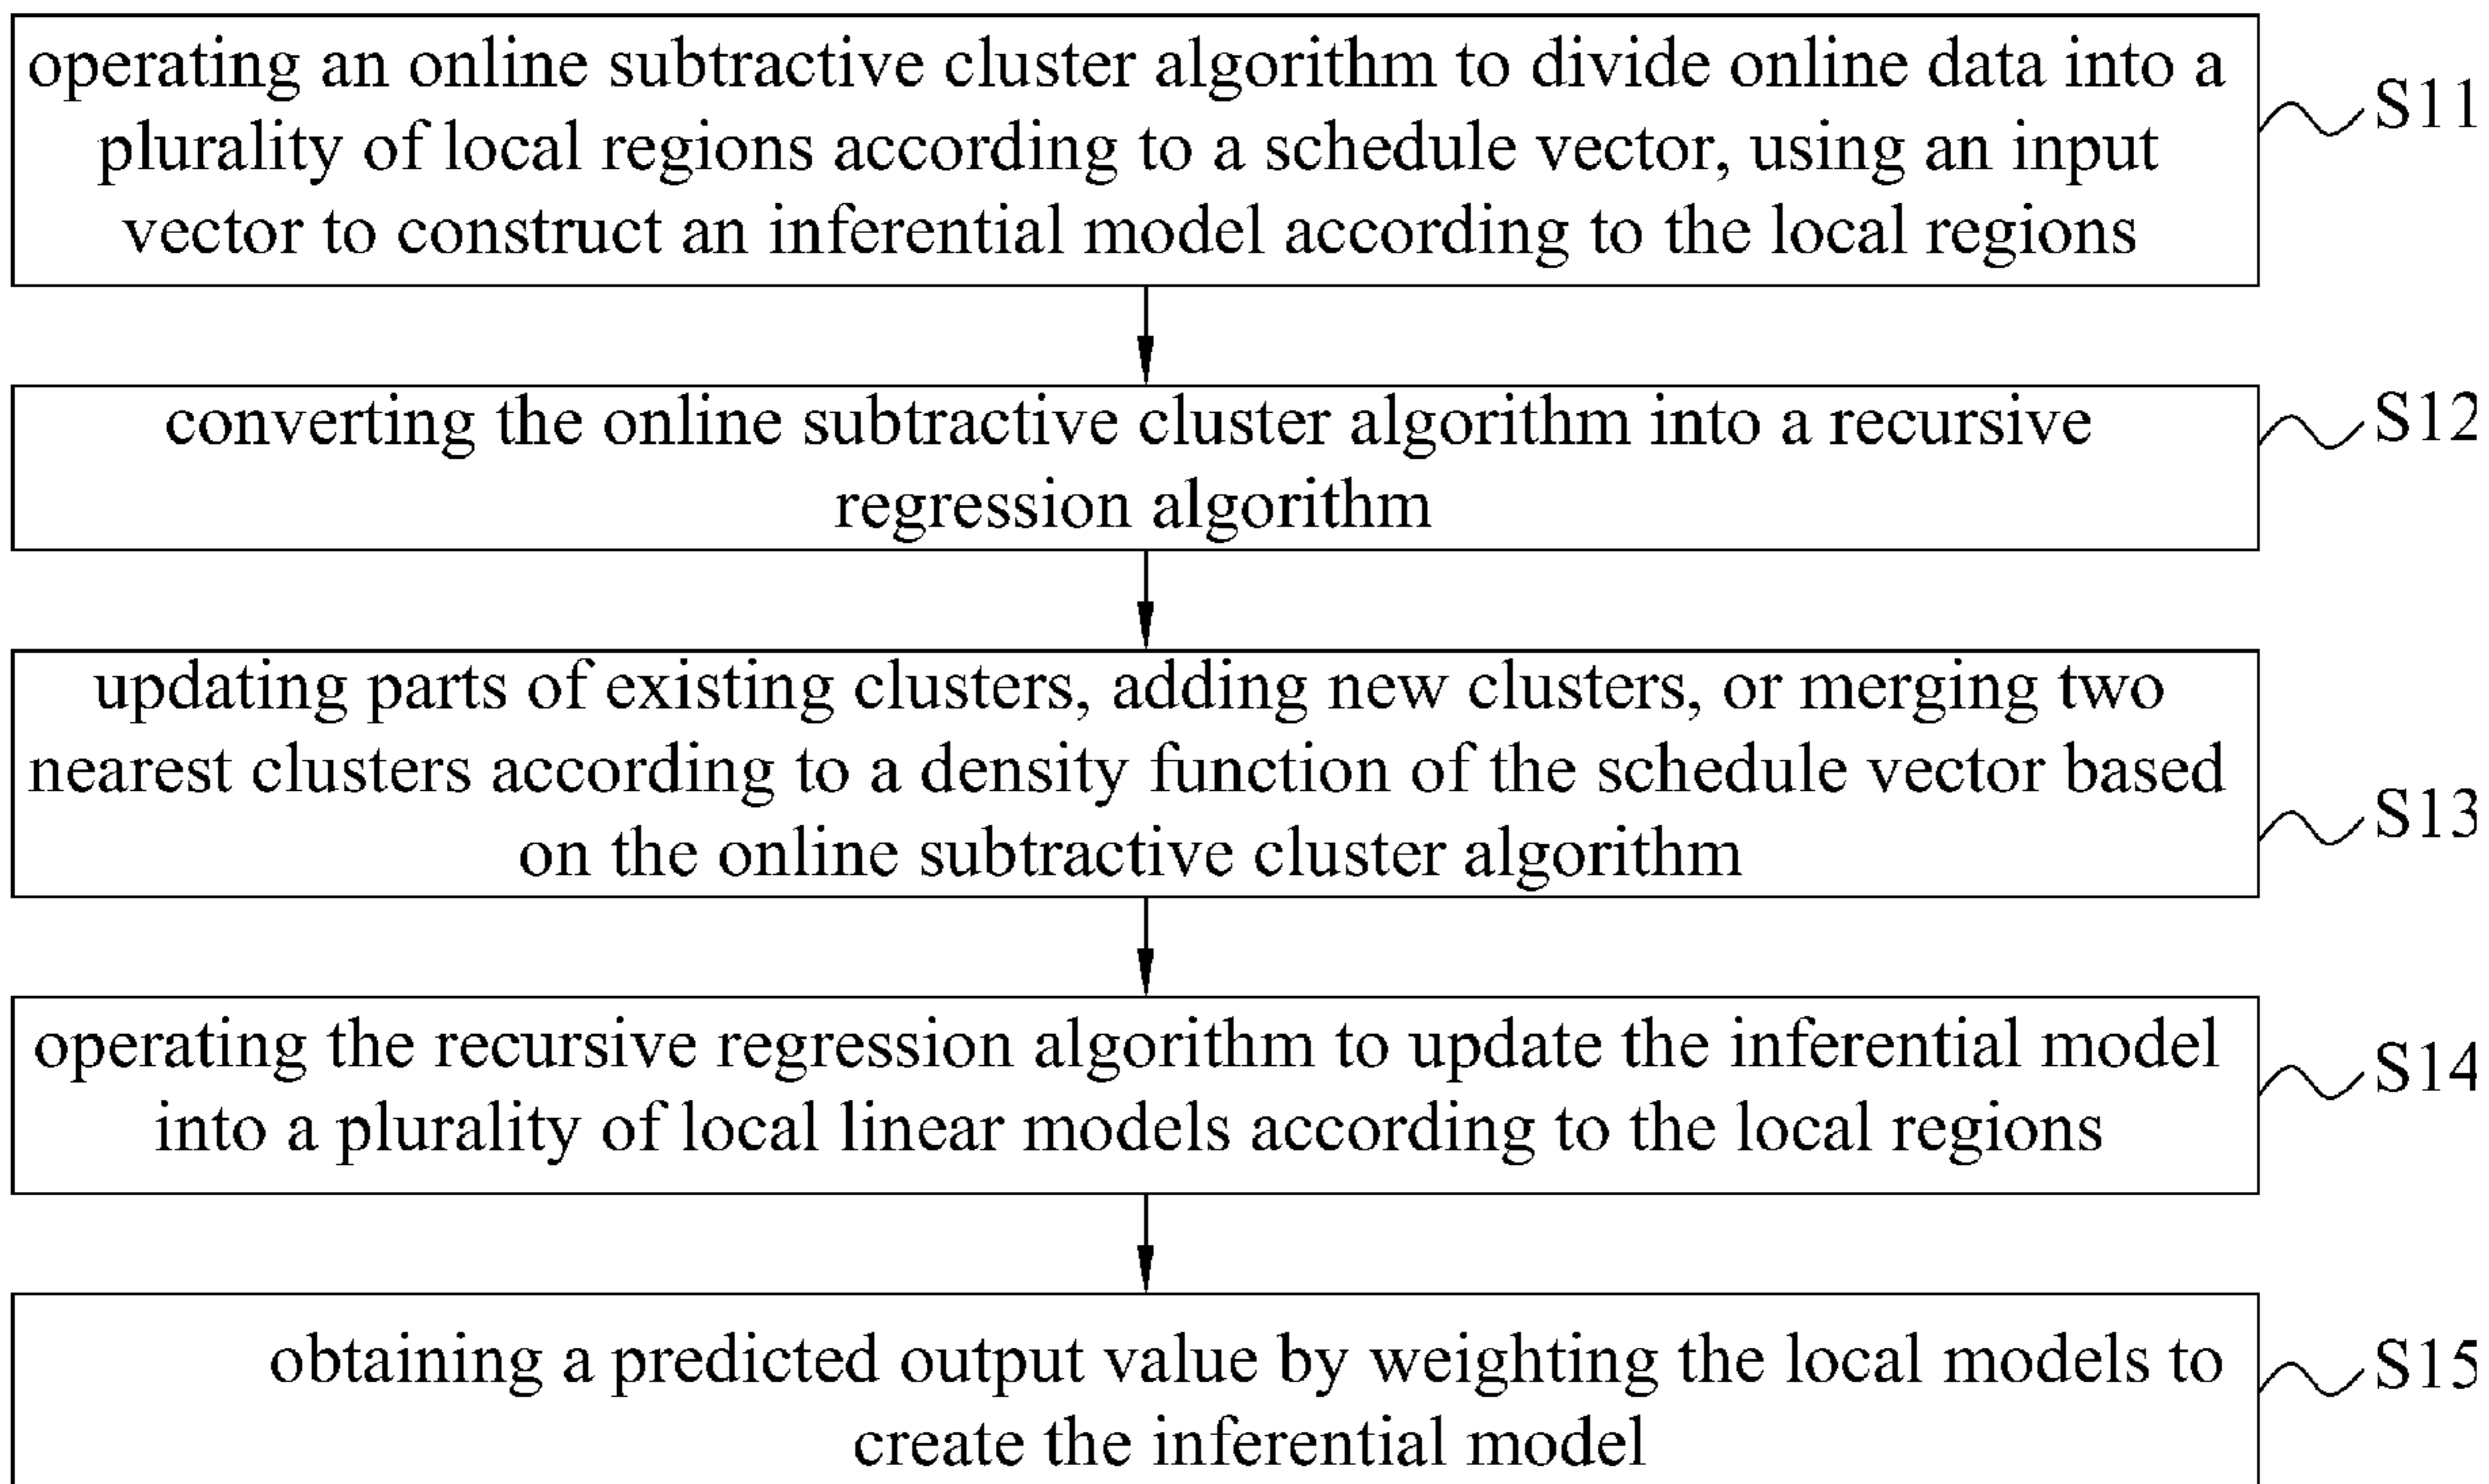 operating an online subtractive cluster algorithm to divide online data into a
plurality of local regions according to a schedule vector, using an input
vector to construct an inferential model according to the local regions
S11
converting the online subtractive cluster algorithm into a recursive
regression algorithm
S12
updating parts of existing clusters, adding new clusters, or merging two
nearest clusters according to a density function of the schedule vector based
on the online subtractive cluster algorithm
S13
operating the recursive regression algorithm to update the inferential model
into a plurality of local linear models according to the local regions
S14
obtaining a predicted output value by weighting the local models to
create the inferential model
S15